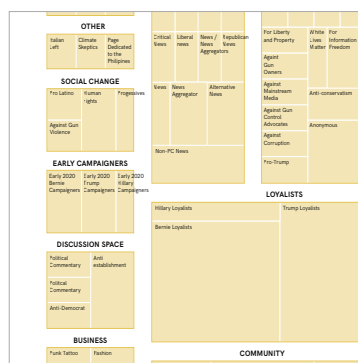 OTHER
Italian
Left
Climate
Skeptics
Page
Dedicated
to the
Philipines
SOCIAL CHANGE
Pro Latino
Human
rights
Progessives
Against Gun
Violence
EARLY CAMPAIGNERS
Early 2020
Bernie
Campaigners
Early 2020
Trump
Campaigners
Early 2020
Hillary
Campaigners
DISCUSSION SPACE
Political
Commentary
Anti
establishment
Political
Commentary
Anti-Democrat
BUSINESS
Punk Tattoo
Fashion
Critical
News
Liberal
news
News /
News
Aggregators
Republican
News
News
News
Aggregator
Alternative
News
Non-PC News
For Liberty
and Property
White
Lives
Matter
For
Information
Freedom
Againt
Gun
Owners
Against
Mainstream
Media
Anti-conservatism
Against Gun
Control
Advocates
Anonymous
Against
Corruption
Pro-Trump
LOYALISTS
Hillary Loyalists
Trump Loyalists
Bernie Loyalists
COMMUNITY